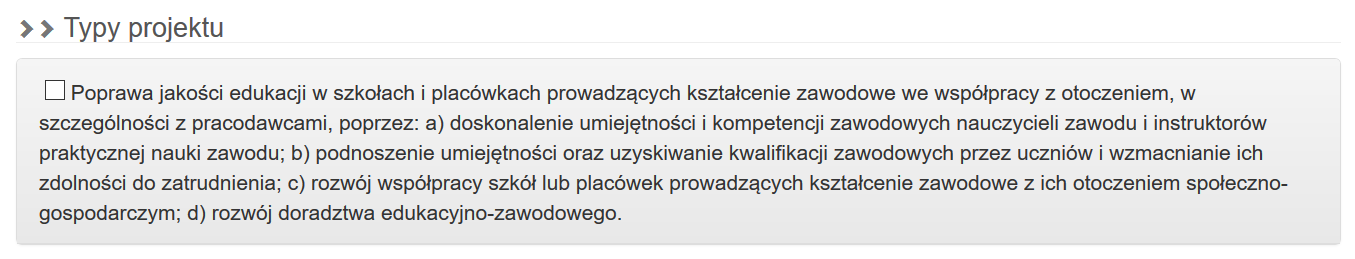 Typy projektu
Poprawa jakości edukacji w szkołach i placówkach prowadzących kształcenie zawodowe we współpracy z otoczeniem, w
szczególności z pracodawcami, poprzez: a) doskonalenie umiejętności i kompetencji zawodowych nauczycieli zawodu i instruktorów
praktycznej nauki zawodu; b) podnoszenie umiejętności oraz uzyskiwanie kwalifikacji zawodowych przez uczniów i wzmacnianie ich
zdolności do zatrudnienia; c) rozwój współpracy szkół lub placówek prowadzących kształcenie zawodowe z ich otoczeniem społeczno-
gospodarczym; d) rozwój doradztwa edukacyjno-zawodowego.